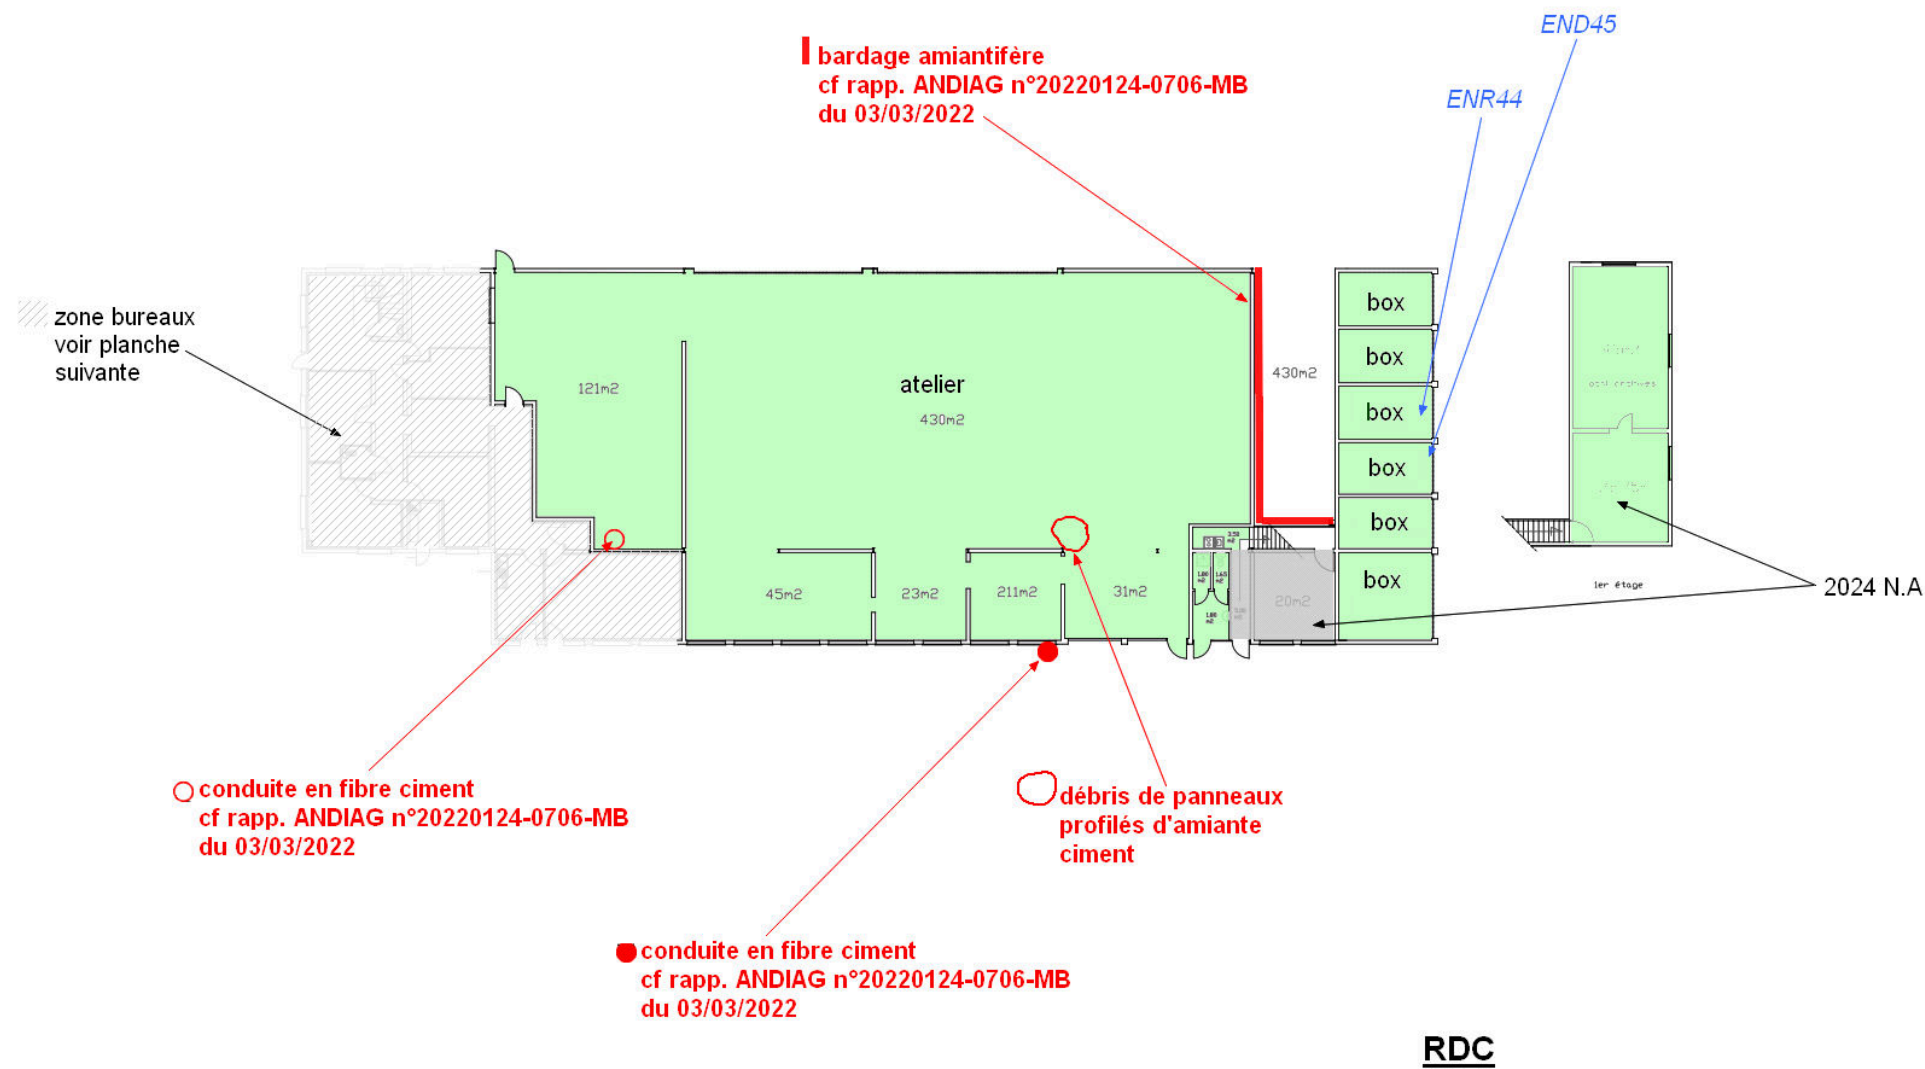 END45
bardage amiantifère
cf rapp. ANDIAG n°20220124-0706-MB
du 03/03/2022
ENR44
zone bureaux
voir planche
suivante
121m2
atelier
430m2
430m2
box
box
box
box
box
box
45m2
23m2
211m2
31m2
20m2
1er étage
2024 N.A
conduite en fibre ciment
cf rapp. ANDIAG n°20220124-0706-MB
du 03/03/2022
débris de panneaux
profilés d'amiante
ciment
conduite en fibre ciment
cf rapp. ANDIAG n°20220124-0706-MB
du 03/03/2022
RDC